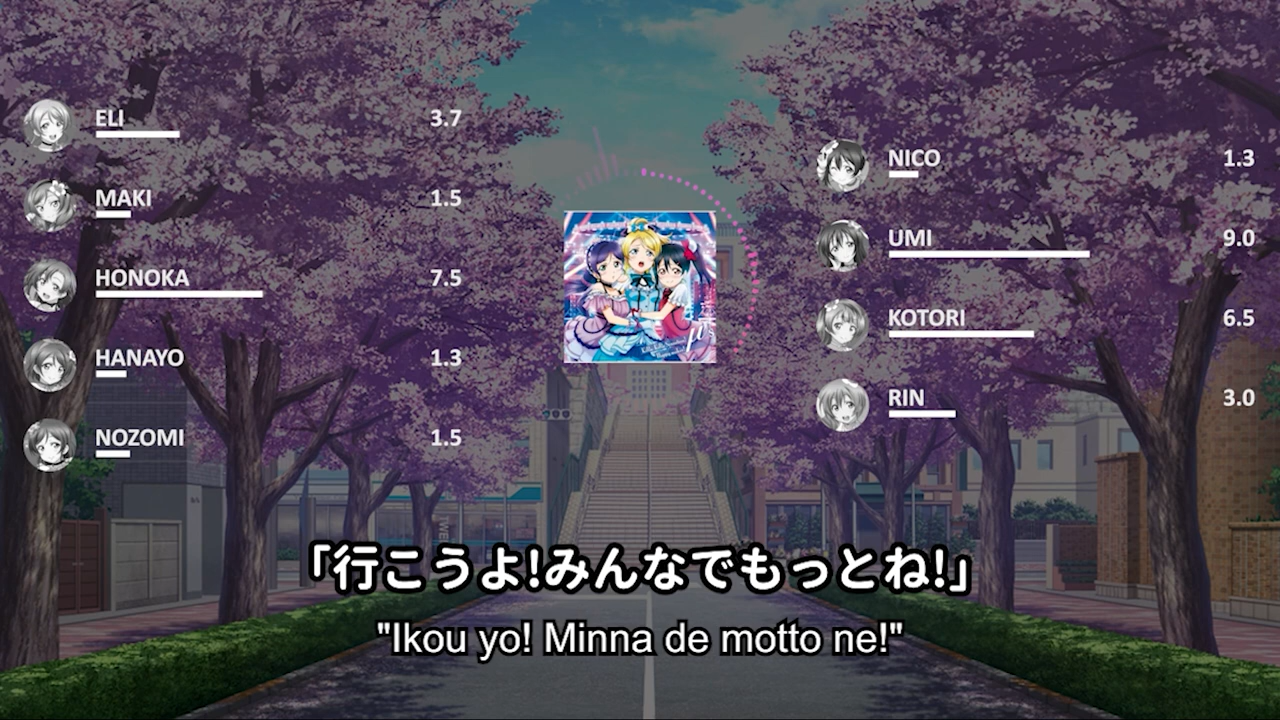 ELI 3.7
MAKI 1.5
HONOKA 7.5
HANAYO 1.3
NOZOMI 1.5
NICO 1.3
UMI 9.0
KOTORI 6.5
RIN 3.0
「行こうよ!みんなでもっとね!」
"Ikou yo! Minna de motto ne!"